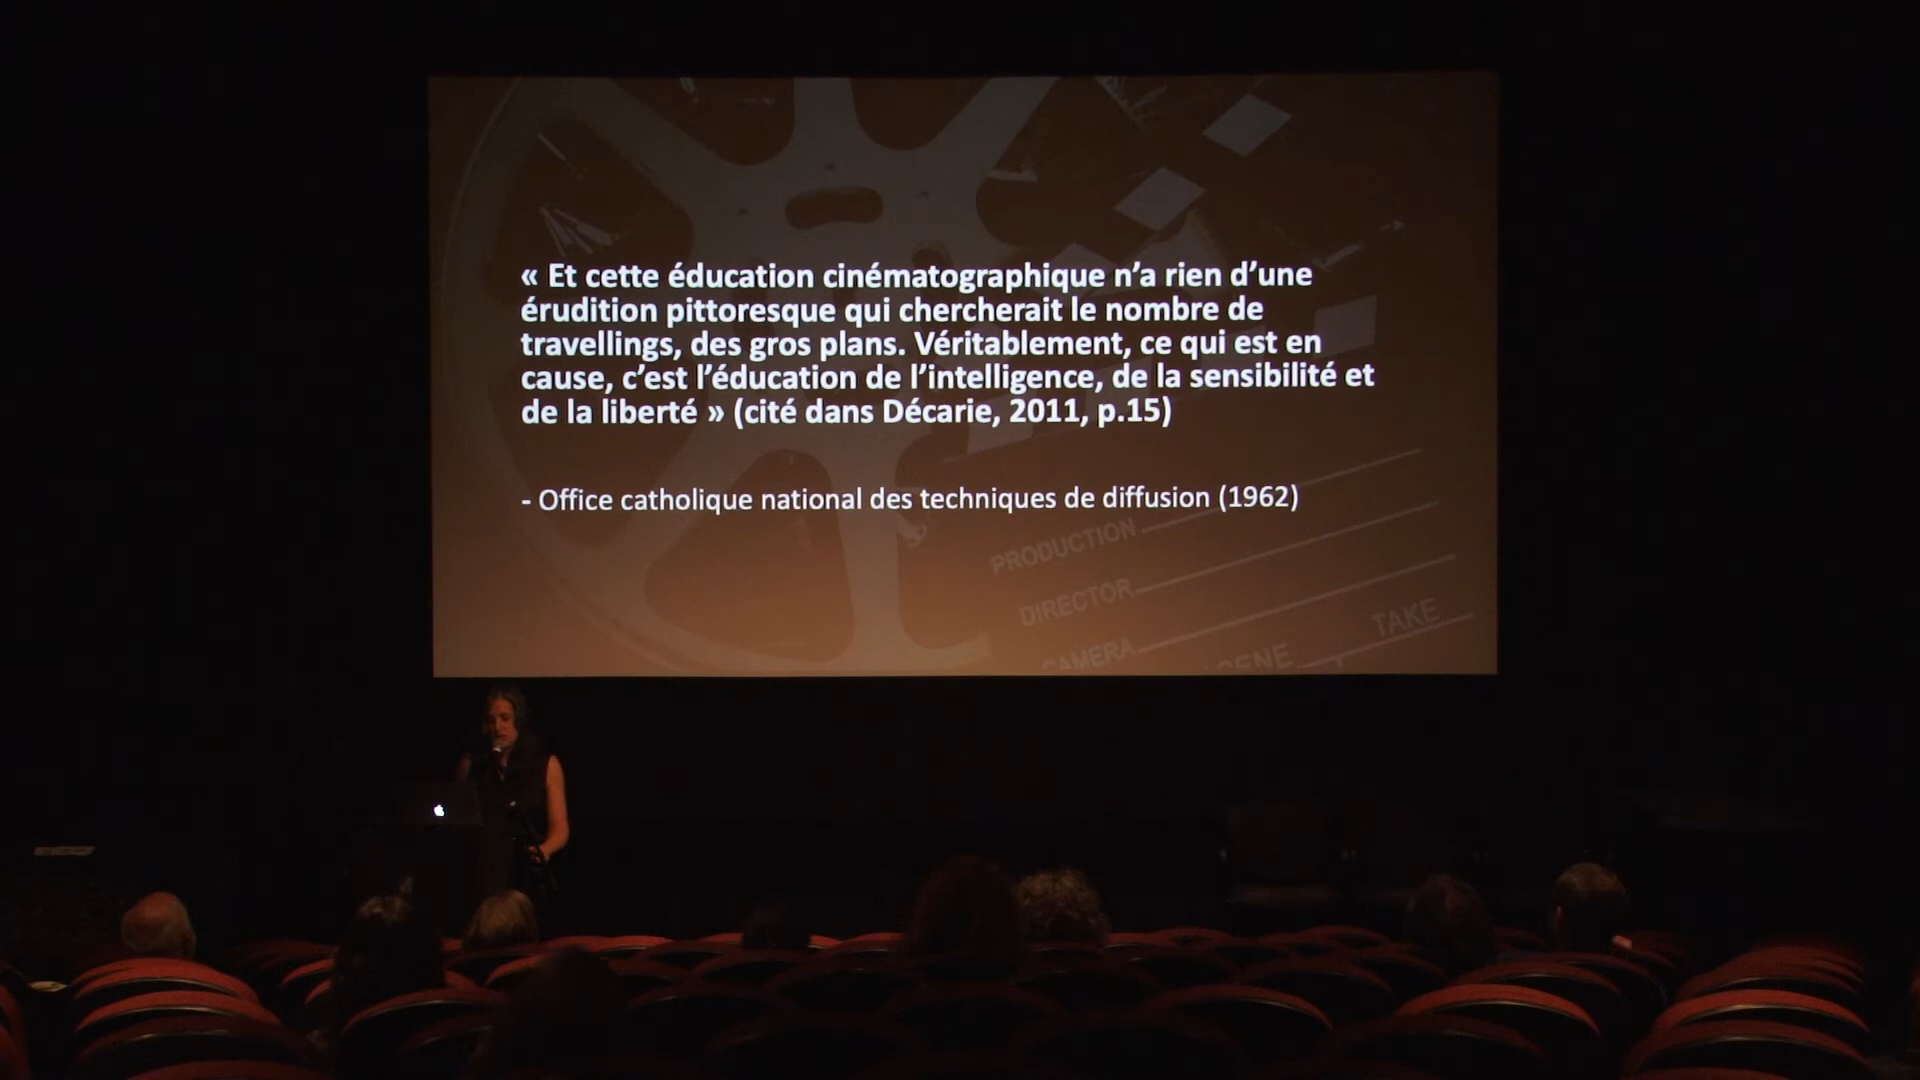 « Et cette éducation cinématographique n’a rien d’une
érudition pittoresque qui chercherait le nombre de
travellings, des gros plans. Véritablement, ce qui est en
cause, c’est l’éducation de l’intelligence, de la sensibilité et
de la liberté » (cité dans Décarie, 2011, p.15)
- Office catholique national des techniques de diffusion (1962)
PRODUCTION
DIRECTOR
CAMERA
TAKE